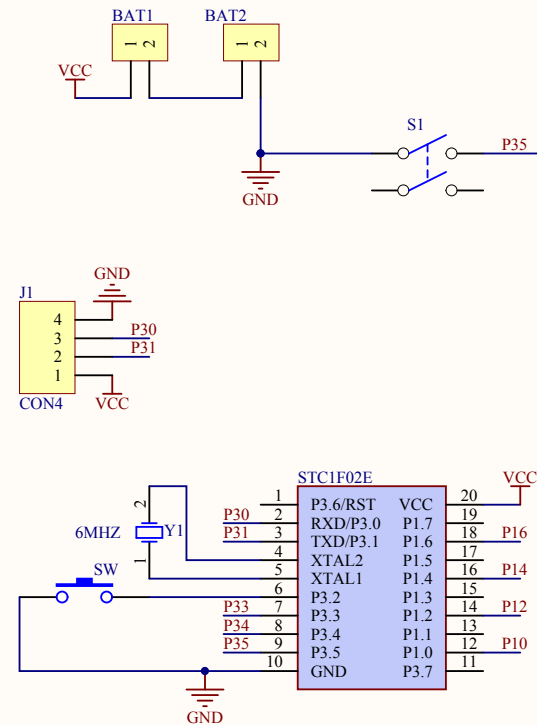 BAT1 BAT2
1 2 1 2
VCC
S1
P35
GND
GND
J1
4
3 P30
2 P31
1
CON4 VCC
STC1F02E VCC
1 P3.6/RST VCC 20
P30 2 RXD/P3.0 P1.7 19
P31 3 TXD/P3.1 P1.6 18 P16
2
6MHZ Y1
1
4 XTAL2 P1.5 17
5 XTAL1 P1.4 16 P14
SW
6 P3.2 P1.3 15
P33 7 P3.3 P1.2 14 P12
P34 8 P3.4 P1.1 13
P35 9 P3.5 P1.0 12 P10
10 GND P3.7 11
GND